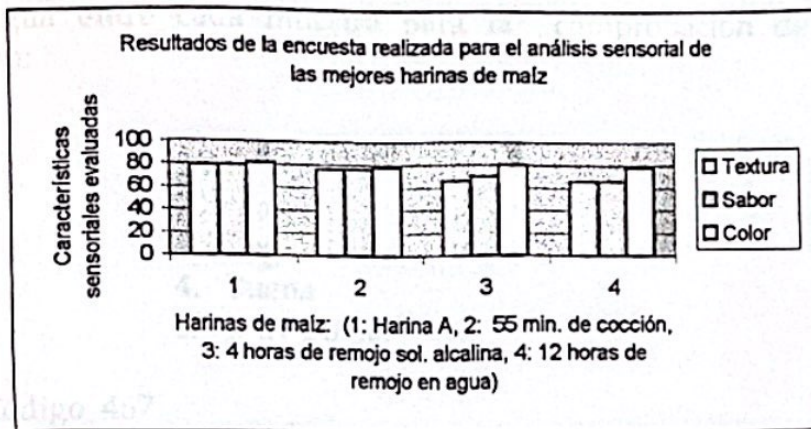 Resultados de la encuesta realizada para el análisis sensorial de
las mejores harinas de maíz
Características
sensoriales evaluadas
100
80
60
40
20
0
1
2
3
4
Textura
Sabor
Color
Harinas de maíz: (1: Harina A, 2: 55 min. de cocción,
3: 4 horas de remojo sol. alcalina, 4: 12 horas de
remojo en agua)